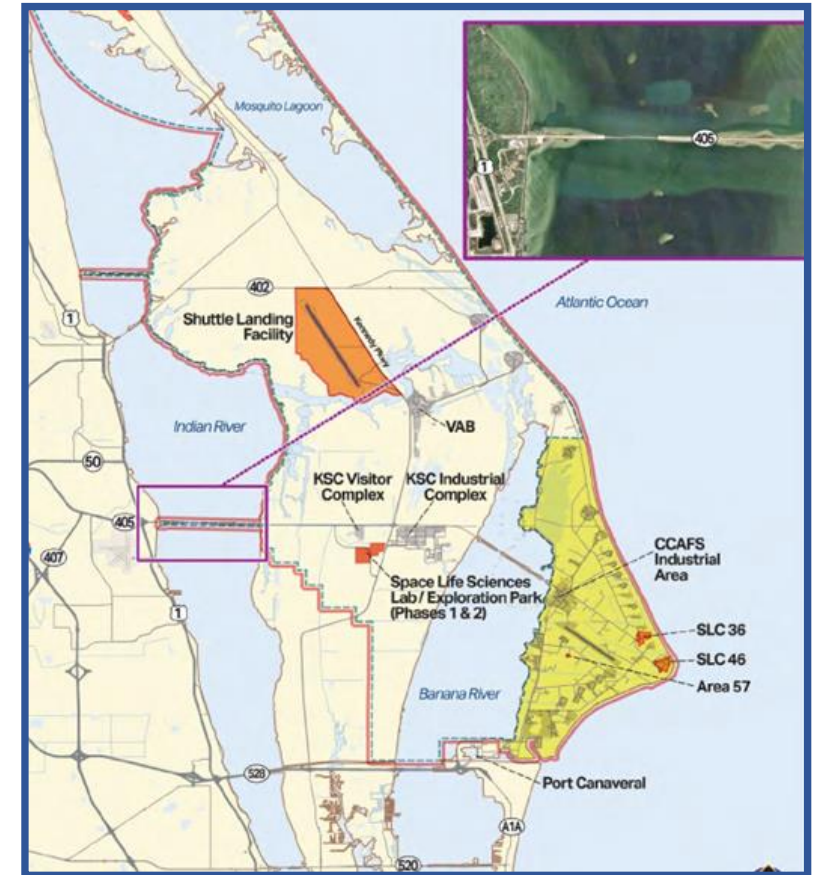 Mosquito Lagoon
405
1
402
Atlantic Ocean
Shuttle Landing
Facility
Kennedy Pkwy
1
Indian River
VAB
50
KSC Visitor
Complex
KSC Industrial
Complex
405
407
CCAFS
Industrial
Area
Space Life Sciences
Lab / Exploration Park
(Phases 1 & 2)
1
SLC 36
SLC 46
Area 57
Banana River
528
Port Canaveral
A1A
520